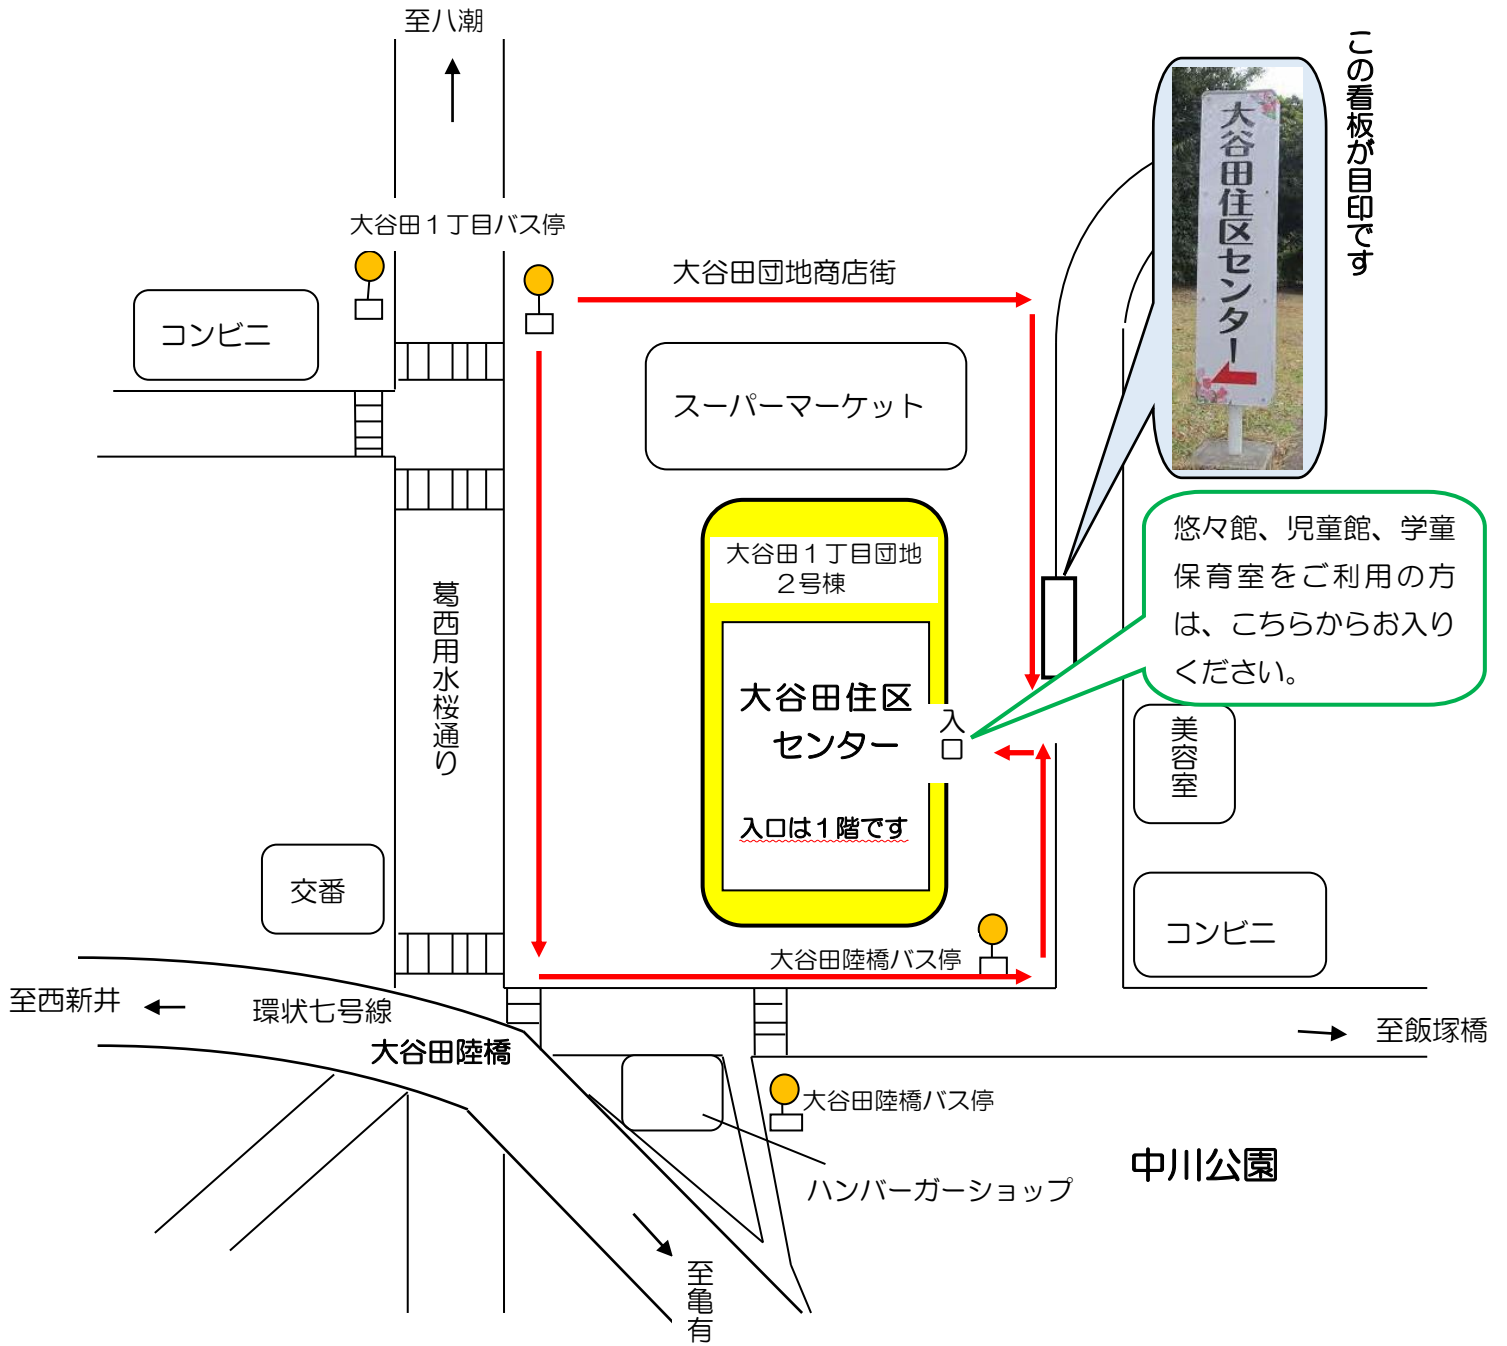 至八潮
この看板が目印です
大谷田住区センター
大谷田１丁目バス停
大谷田団地商店街
コンビニ
スーパーマーケット
悠々館、児童館、学童
保育室をご利用の方
は、こちらからお入り
ください。
大谷田１丁目団地
２号棟
葛西用水桜通り
大谷田住区
センター
入口
美容室
入口は１階です
交番
コンビニ
大谷田陸橋バス停
至西新井
環状七号線
至飯塚橋
大谷田陸橋
大谷田陸橋バス停
中川公園
ハンバーガーショップ
至亀有